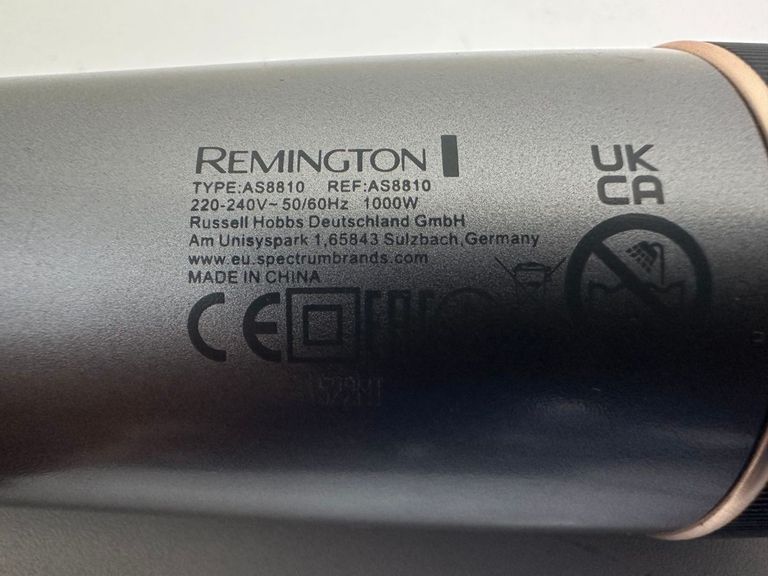 REMINGTON
TYPE:AS8810 REF:AS8810
220-240V~ 50/60Hz 1000W
Russell Hobbs Deutschland GmbH
Am Unisyspark 1,65843 Sulzbach,Germany
www.eu.spectrumbrands.com
MADE IN CHINA
UK
CA
CE EAC